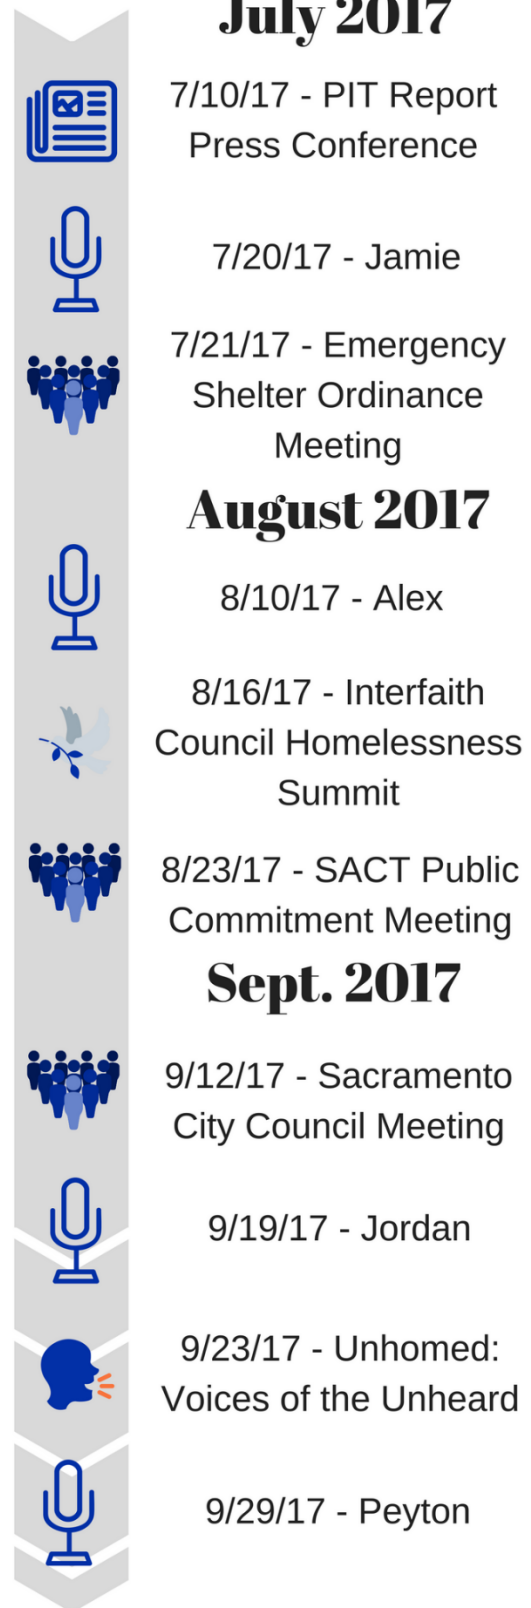 July 2017
7/10/17 - PIT Report
Press Conference
7/20/17 - Jamie
7/21/17 - Emergency
Shelter Ordinance
Meeting
August 2017
8/10/17 - Alex
8/16/17 - Interfaith
Council Homelessness
Summit
8/23/17 - SACT Public
Commitment Meeting
Sept. 2017
9/12/17 - Sacramento
City Council Meeting
9/19/17 - Jordan
9/23/17 - Unhomed:
Voices of the Unheard
9/29/17 - Peyton